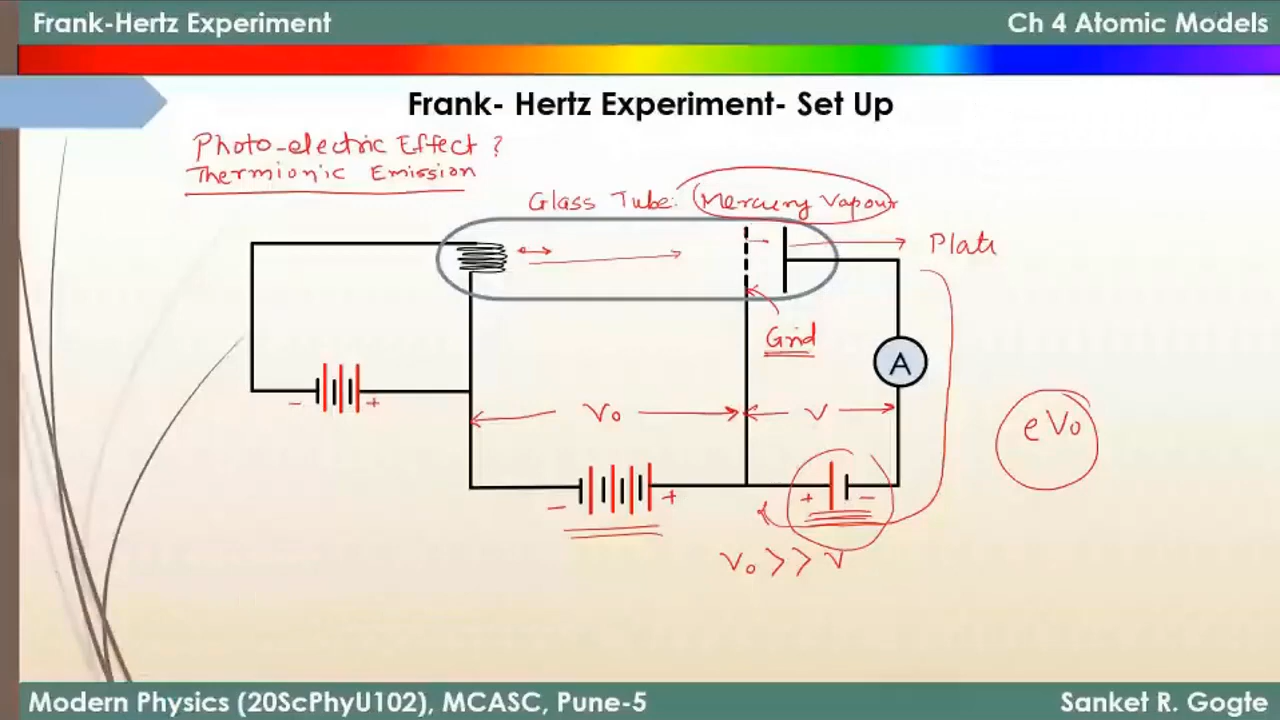 Frank-Hertz Experiment
Ch 4 Atomic Models
Frank- Hertz Experiment- Set Up
Photo-electric Effect ?
Thermionic Emission
Glass Tube: Mercury Vapour
Plate
Grid
A
- +
V₀
V
eV₀
- +
+ -
V₀ >> V
Modern Physics (20ScPhyU102), MCASC, Pune-5
Sanket R. Gogte